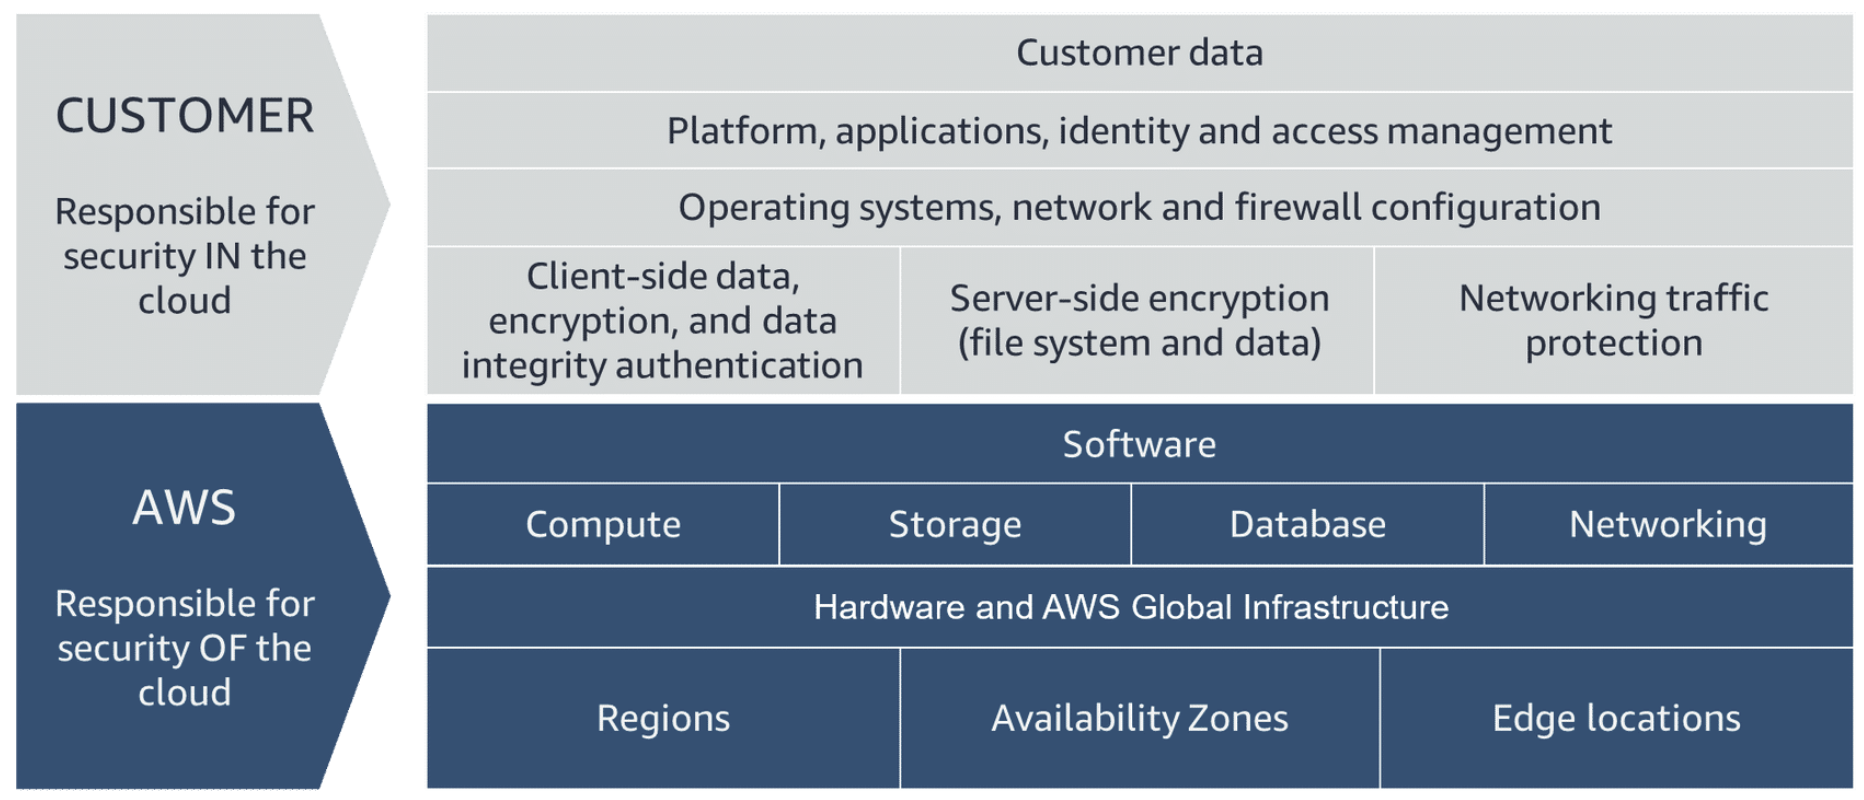 CUSTOMER
Responsible for
security IN the
cloud
Customer data
Platform, applications, identity and access management
Operating systems, network and firewall configuration
Client-side data,
encryption, and data
integrity authentication
Server-side encryption
(file system and data)
Networking traffic
protection
AWS
Responsible for
security OF the
cloud
Software
Compute
Storage
Database
Networking
Hardware and AWS Global Infrastructure
Regions
Availability Zones
Edge locations